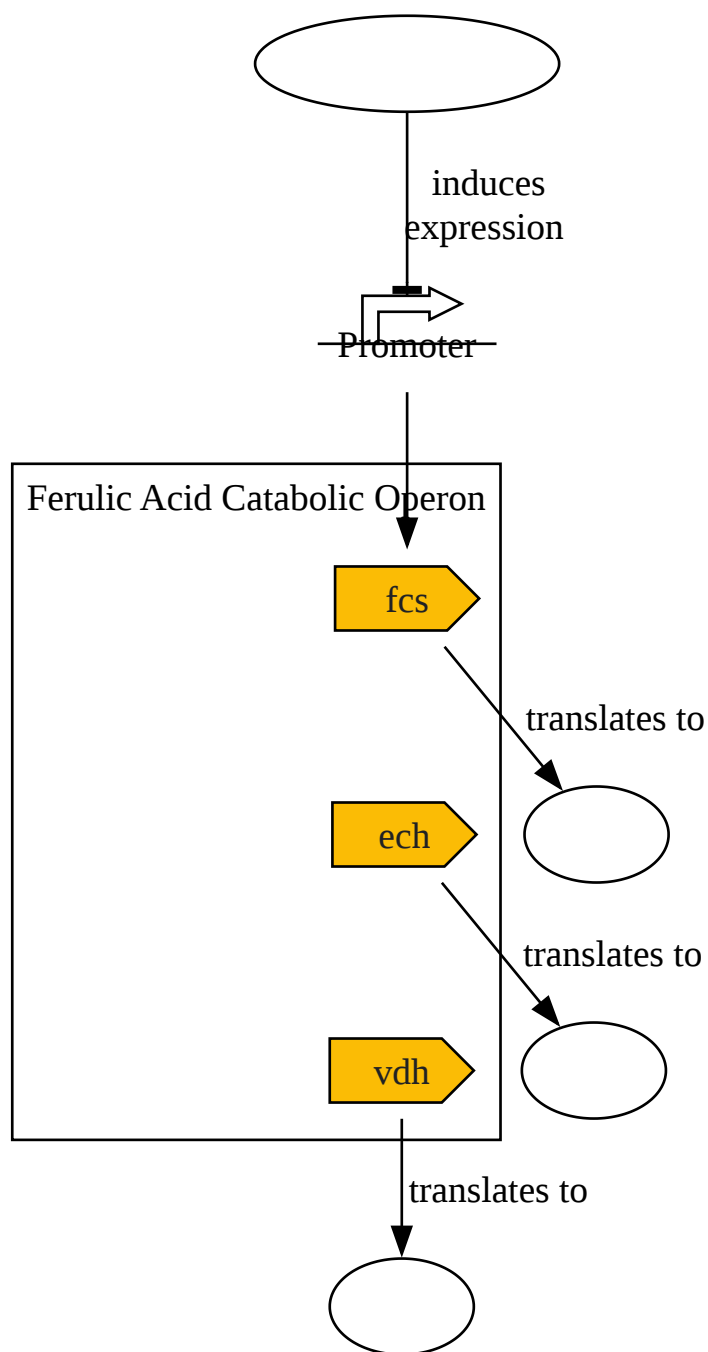 induces
expression
Promoter
Ferulic Acid Catabolic Operon
fcs
translates to
ech
translates to
vdh
translates to